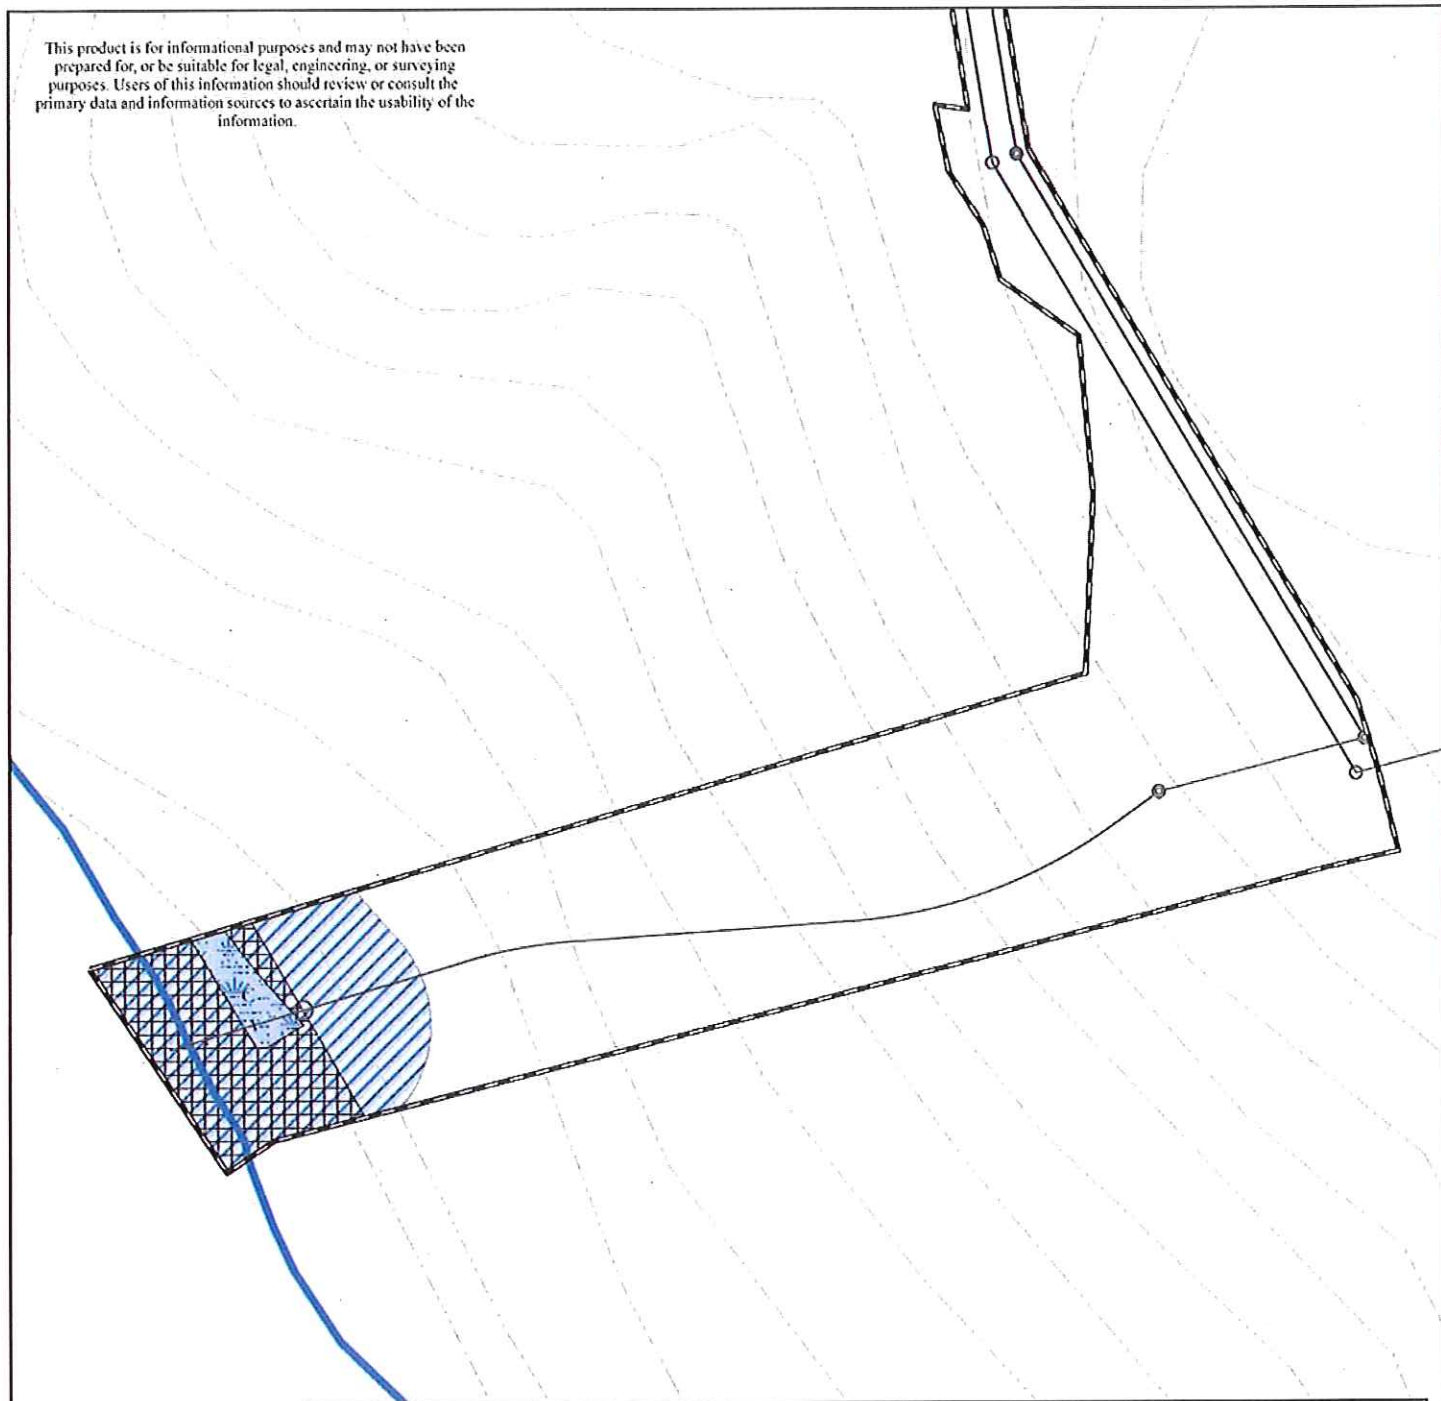 This product is for informational purposes and may not have been
prepared for, or be suitable for legal, engineering, or surveying
purposes. Users of this information should review or consult the
primary data and information sources to ascertain the usability of the
information.
C